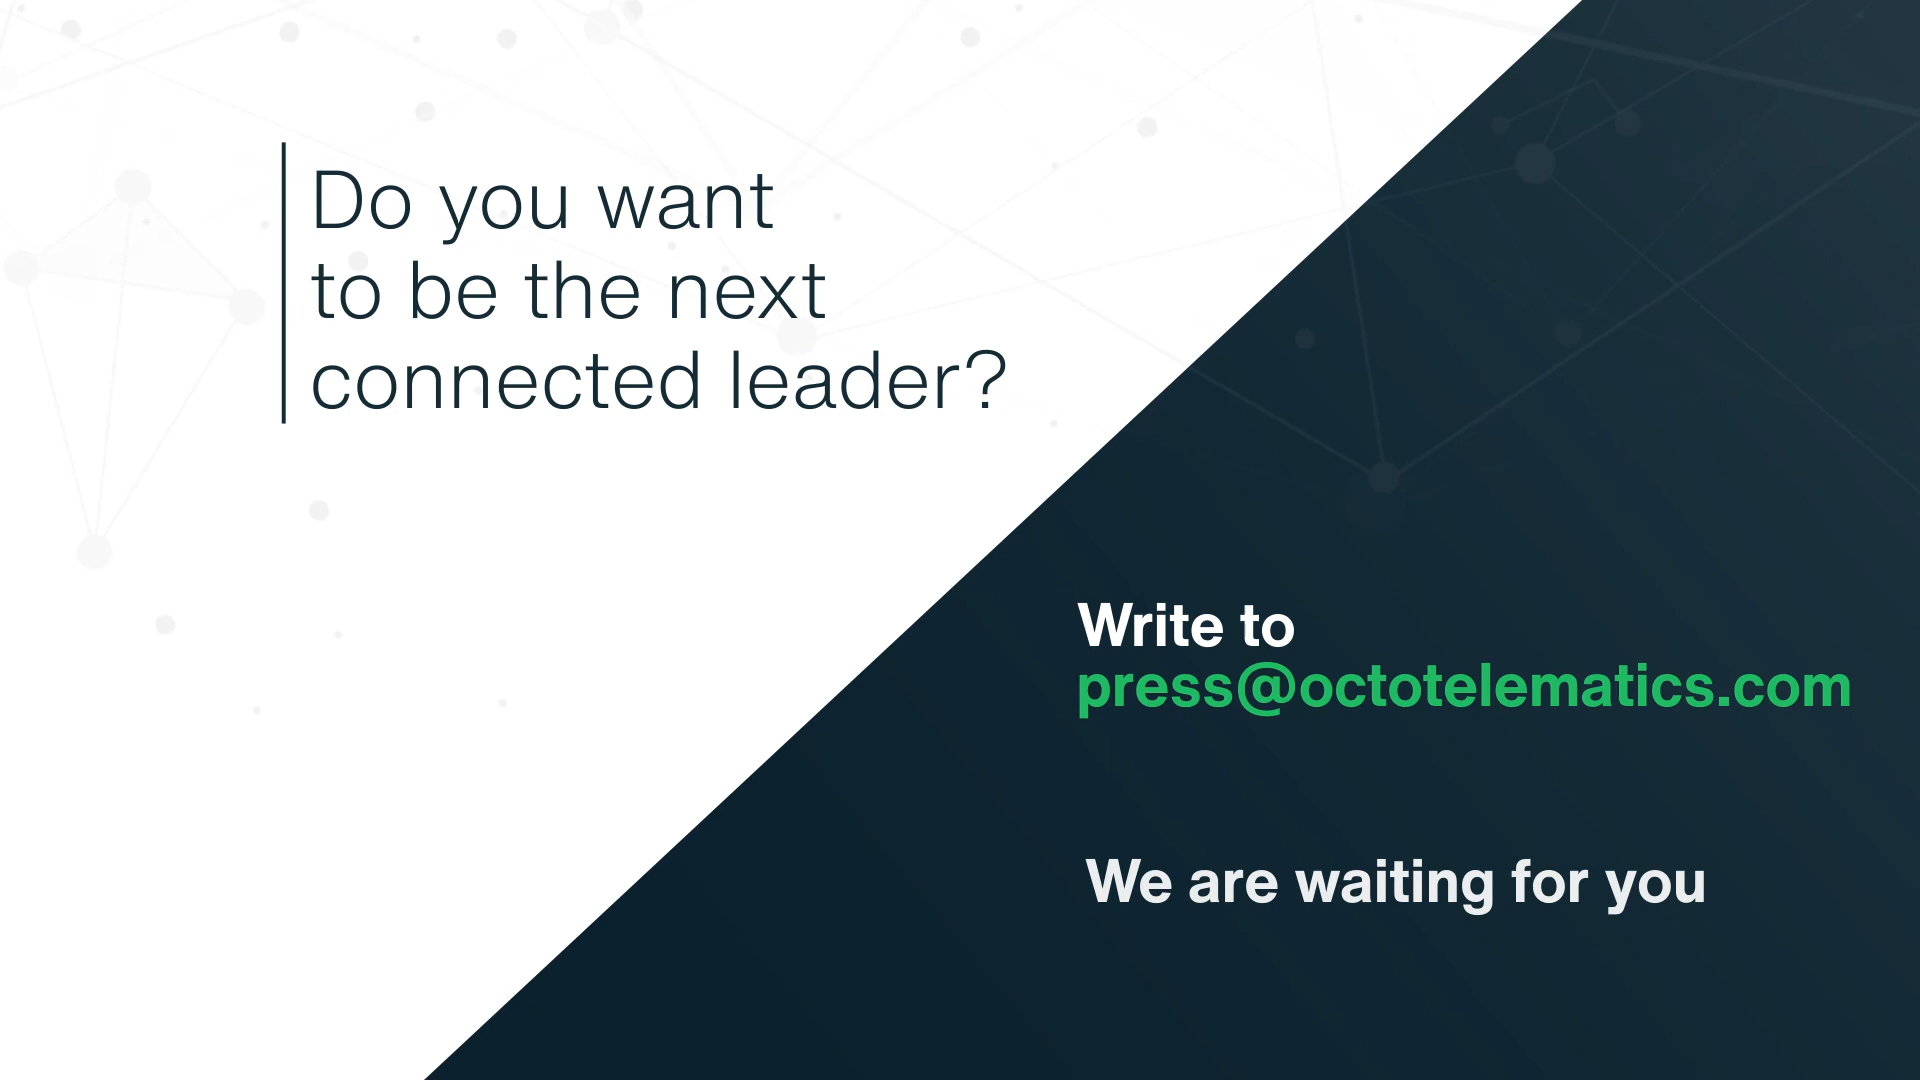 Do you want
to be the next
connected leader?
Write to
press@octotelematics.com
We are waiting for you